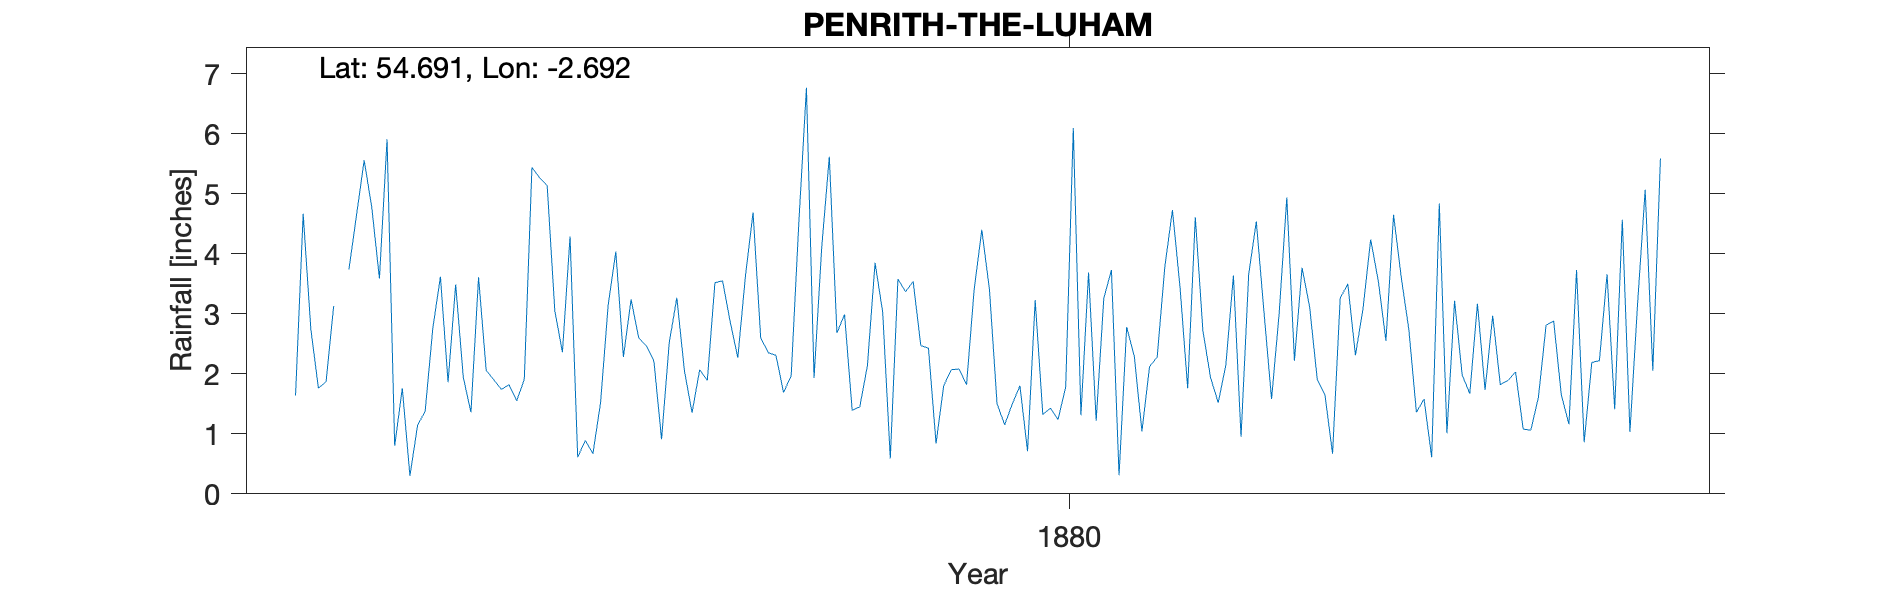 PENRITH-THE-LUHAM
Lat: 54.691, Lon: -2.692
7
6
5
4
3
2
1
0
Rainfall [inches]
1880
Year